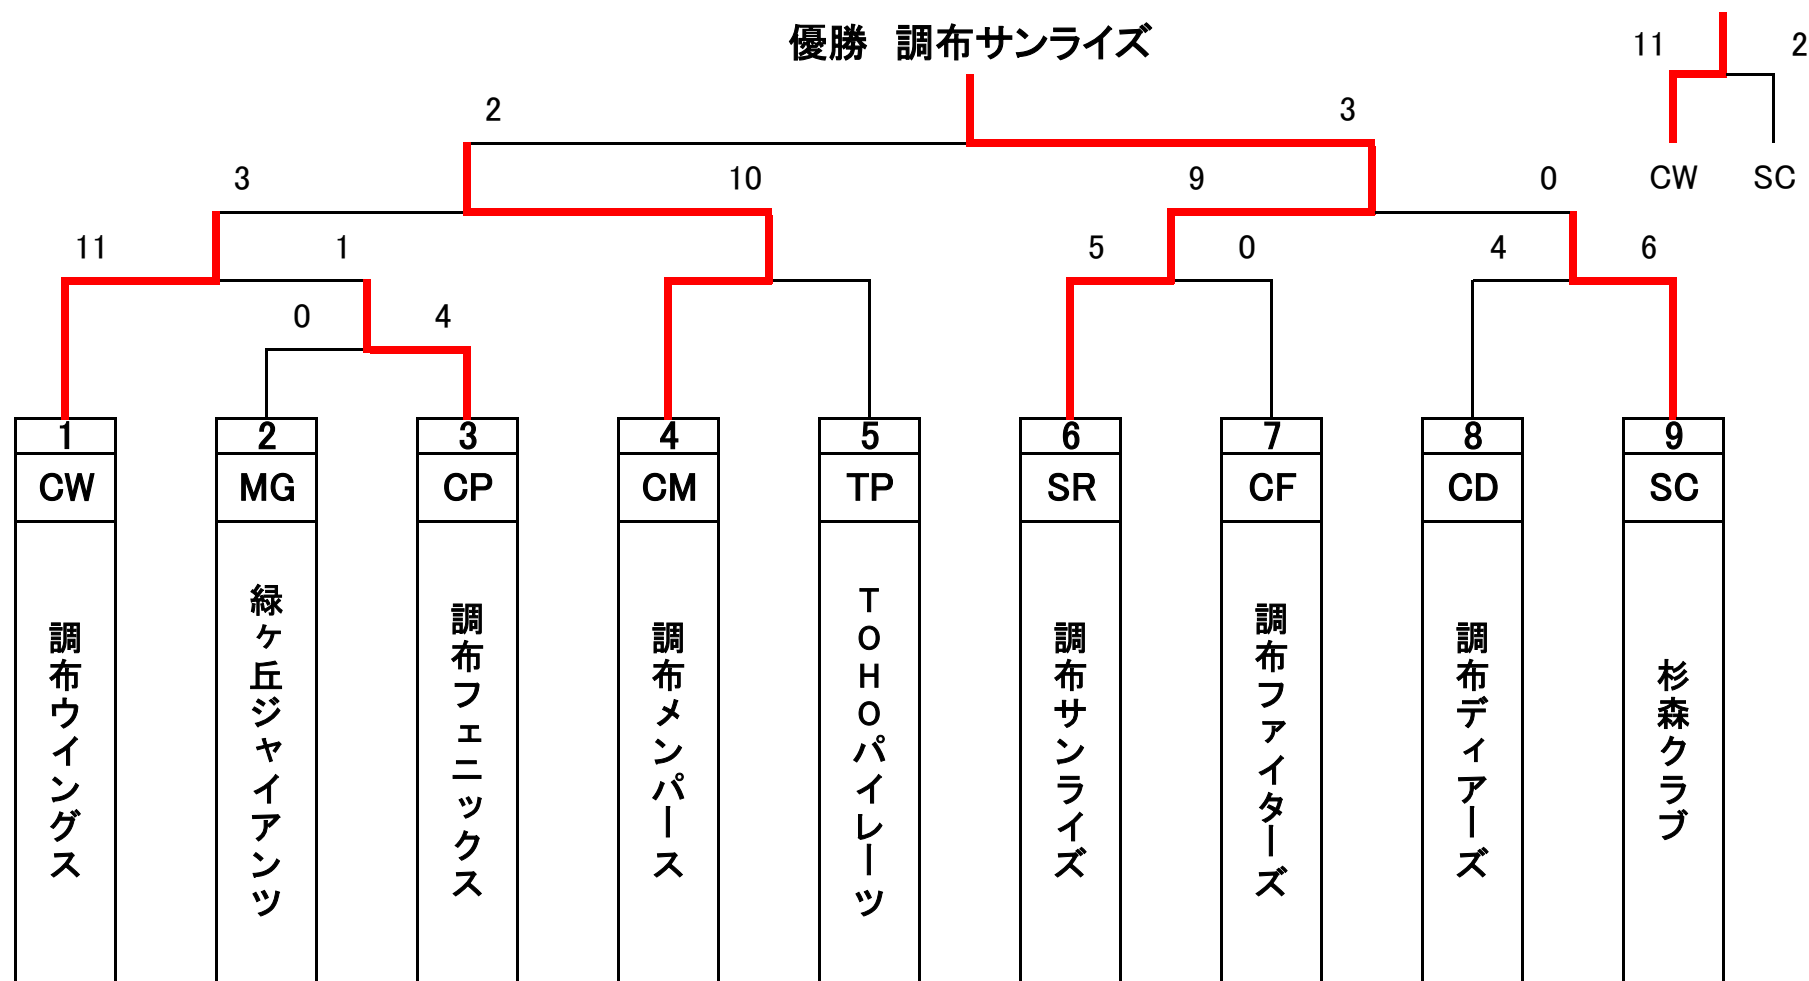 優勝　調布サンライズ
11 2
2 3
CW SC
3 10 9 0
11 1 5 0 4 6
0 4
1 2 3 4 5 6 7 8 9
CW MG CP CM TP SR CF CD SC
調布ウイングス
緑ヶ丘ジャイアンツ
調布フェニックス
調布メンパース
TOHOパイレーツ
調布サンライズ
調布ファイターズ
調布ディアーズ
杉森クラブ